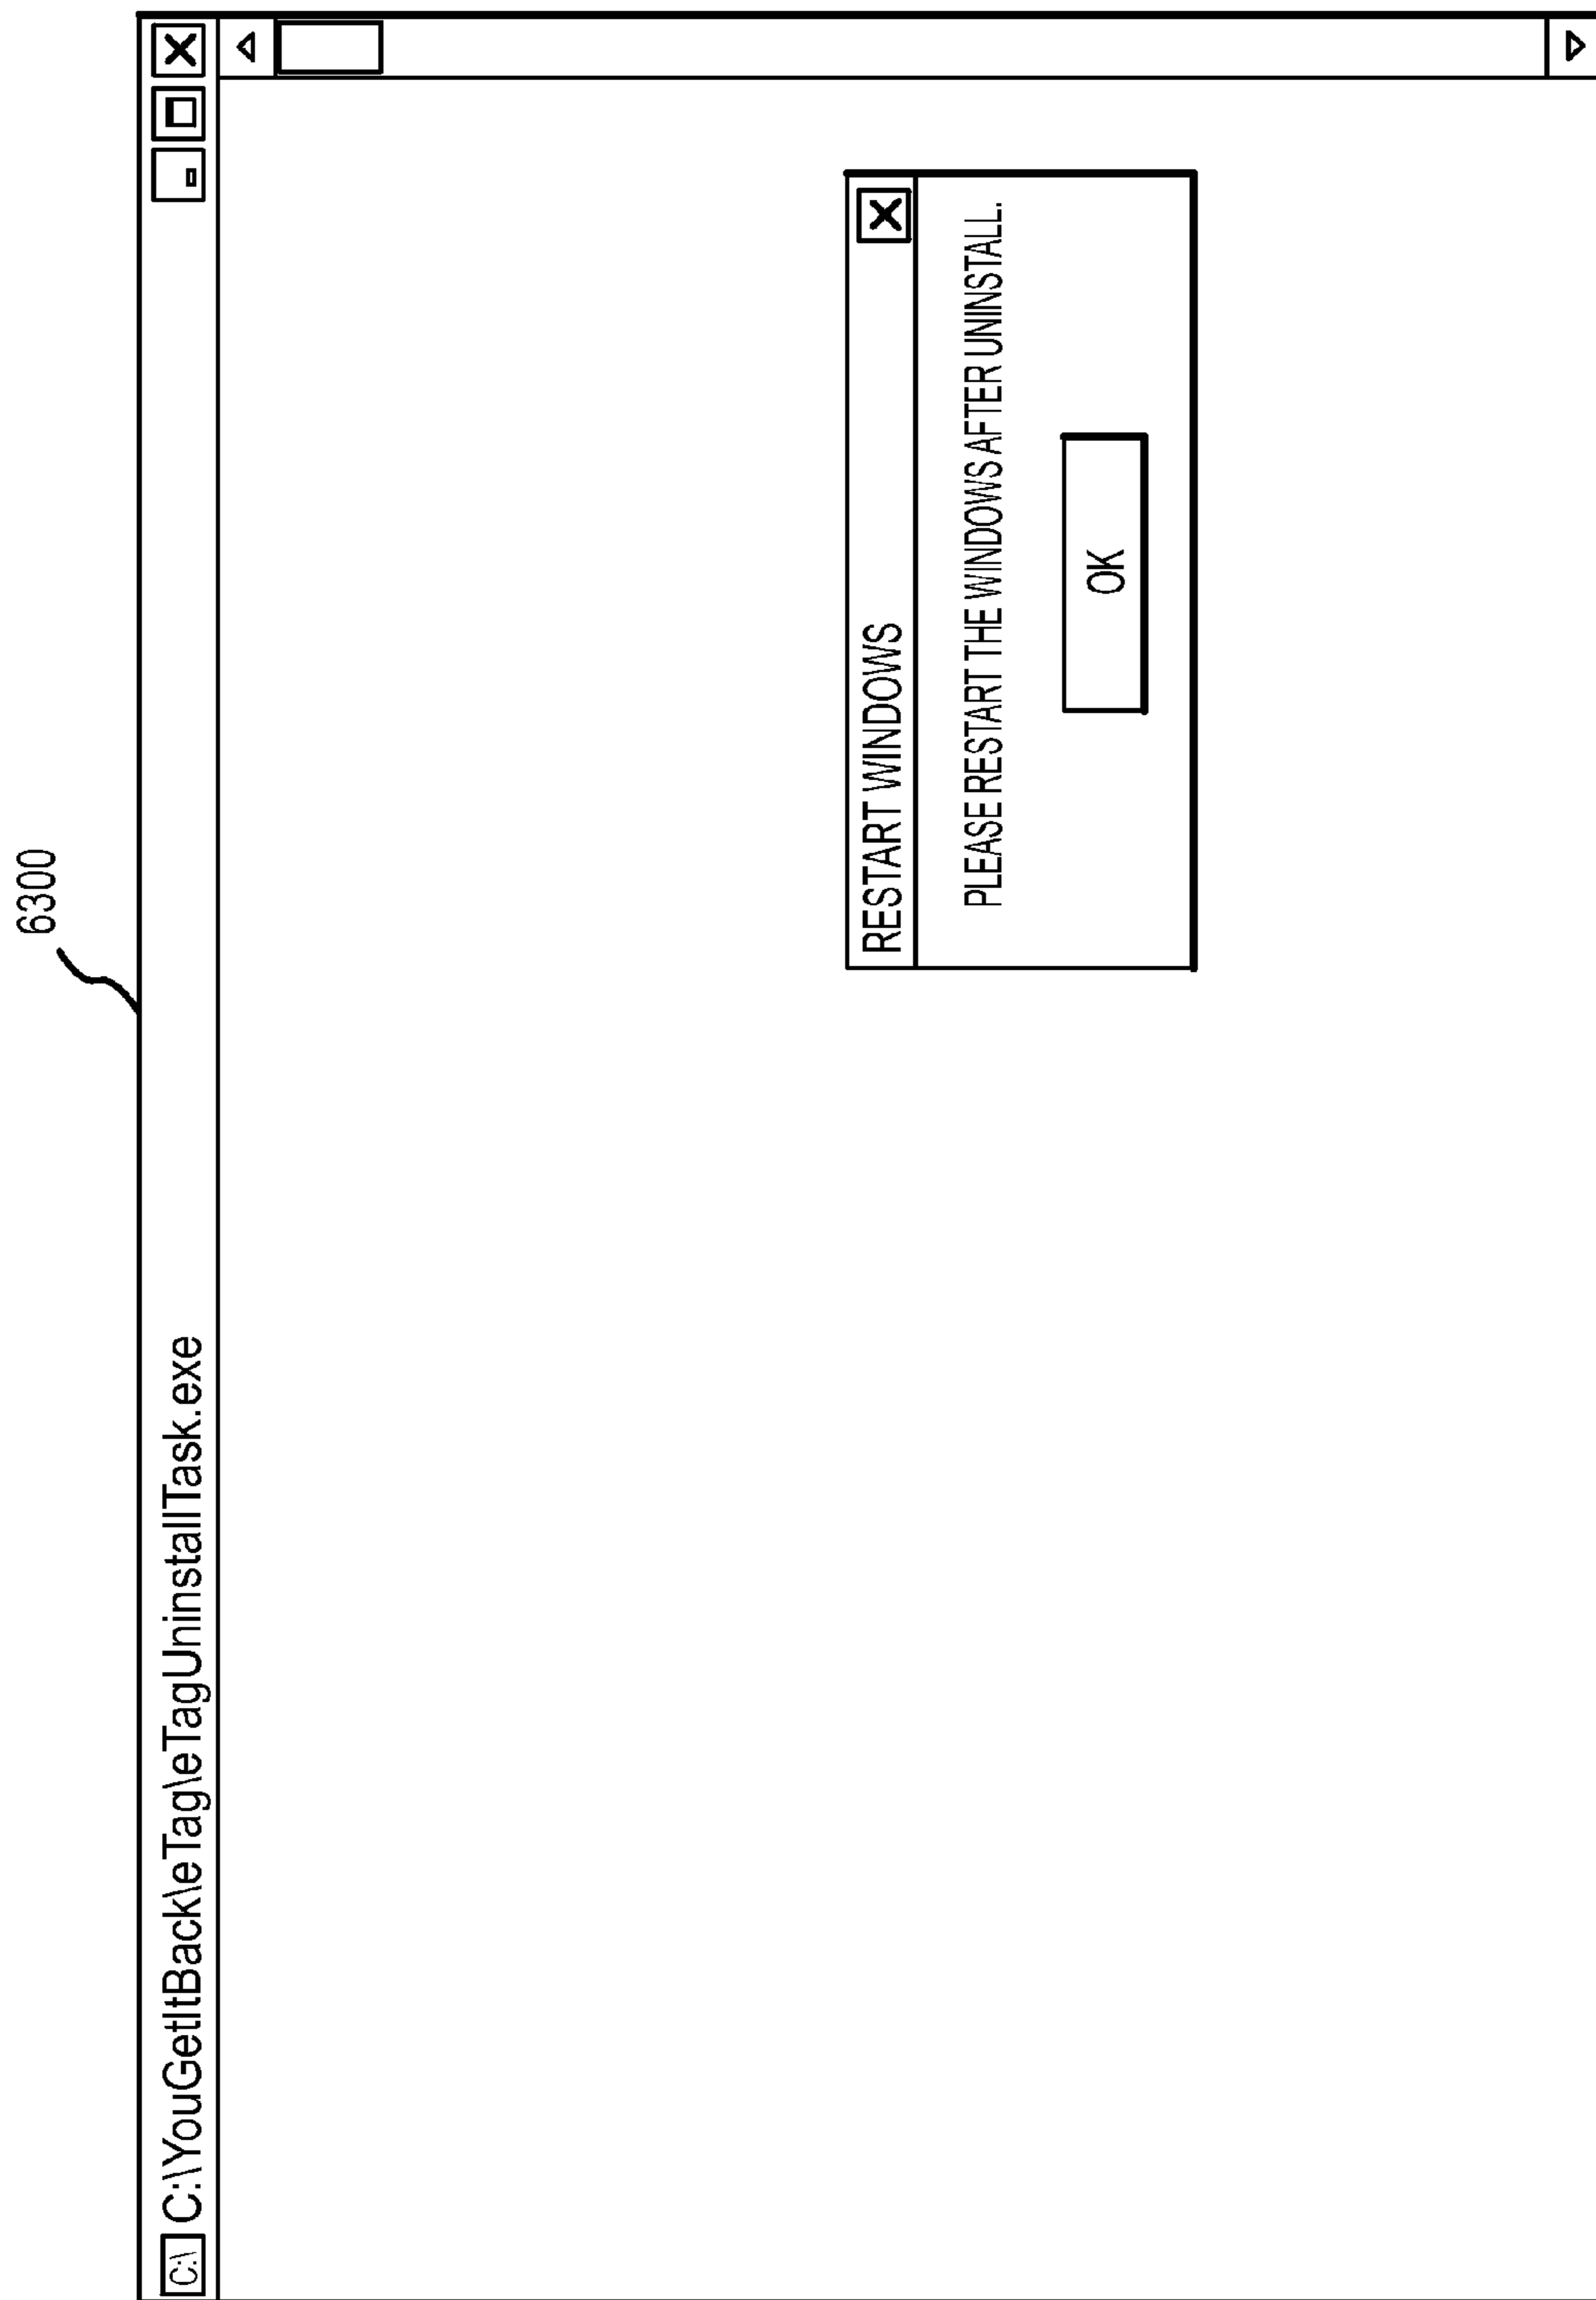 6300
C:\ C:\YouGetItBack\eTag\eTagUninstallTask.exe
RESTART WINDOWS
PLEASE RESTART THE WINDOWS AFTER UNINSTALL.
OK